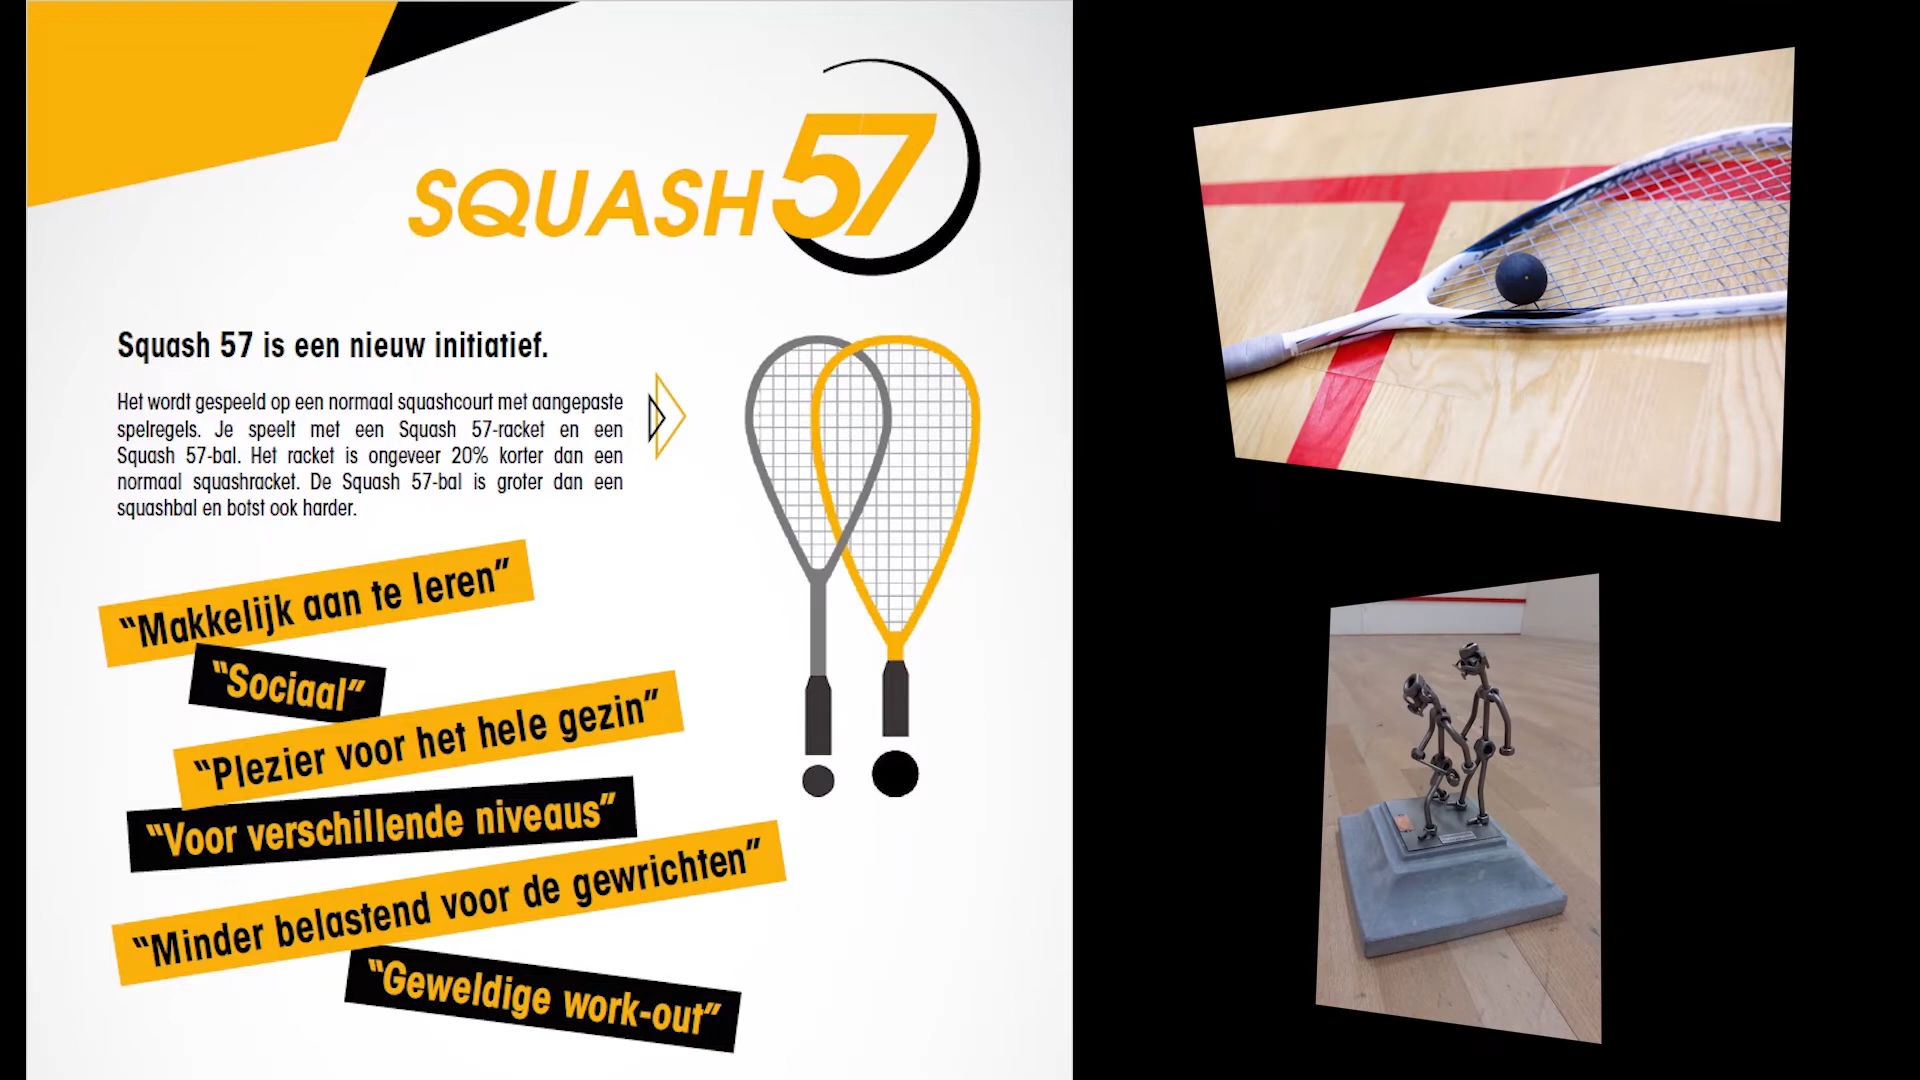 SQUASH 57
Squash 57 is een nieuw initiatief.
Het wordt gespeeld op een normaal squashcourt met aangepaste
spelregels. Je speelt met een Squash 57-racket en een
Squash 57-bal. Het racket is ongeveer 20% korter dan een
normaal squashracket. De Squash 57-bal is groter dan een
squashbal en botst ook harder.
“Makkelijk aan te leren”
“Sociaal”
“Plezier voor het hele gezin”
“Voor verschillende niveaus”
“Minder belastend voor de gewrichten”
“Geweldige work-out”